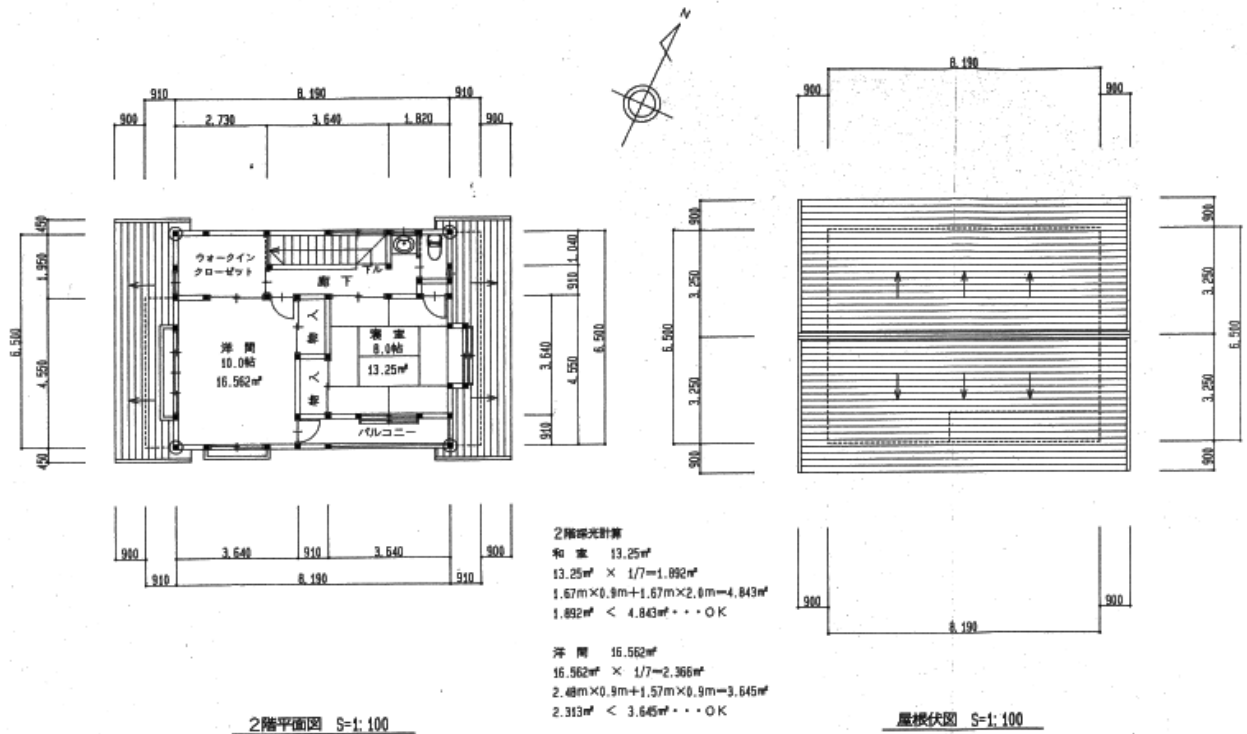 N
8.190
900
900
910
8.190
910
900
2.730
3.640
1.820
900
450
1.950
6.500
4.550
450
ウォークイン
クローゼット
下ル
廊 下
洋 間
10.0帖
16.562㎡
物 入
物 入
寝 室
8.0帖
13.25㎡
バルコニー
1.040
910
3.640
910
4.550
6.500
900
3.640
910
3.640
900
910
8.190
910
900
3.250
6.500
3.250
900
900
3.250
6.500
3.250
900
900
900
8.190
2階採光計算
和 室 13.25㎡
13.25㎡ × 1/7=1.892㎡
1.67m×0.9m+1.67m×2.0m=4.843㎡
1.892㎡ < 4.843㎡・・・OK
洋 間 16.562㎡
16.562㎡ × 1/7=2.366㎡
2.48m×0.9m+1.57m×0.9m=3.645㎡
2.313㎡ < 3.645㎡・・・OK
2階平面図 S=1:100
屋根伏図 S=1:100